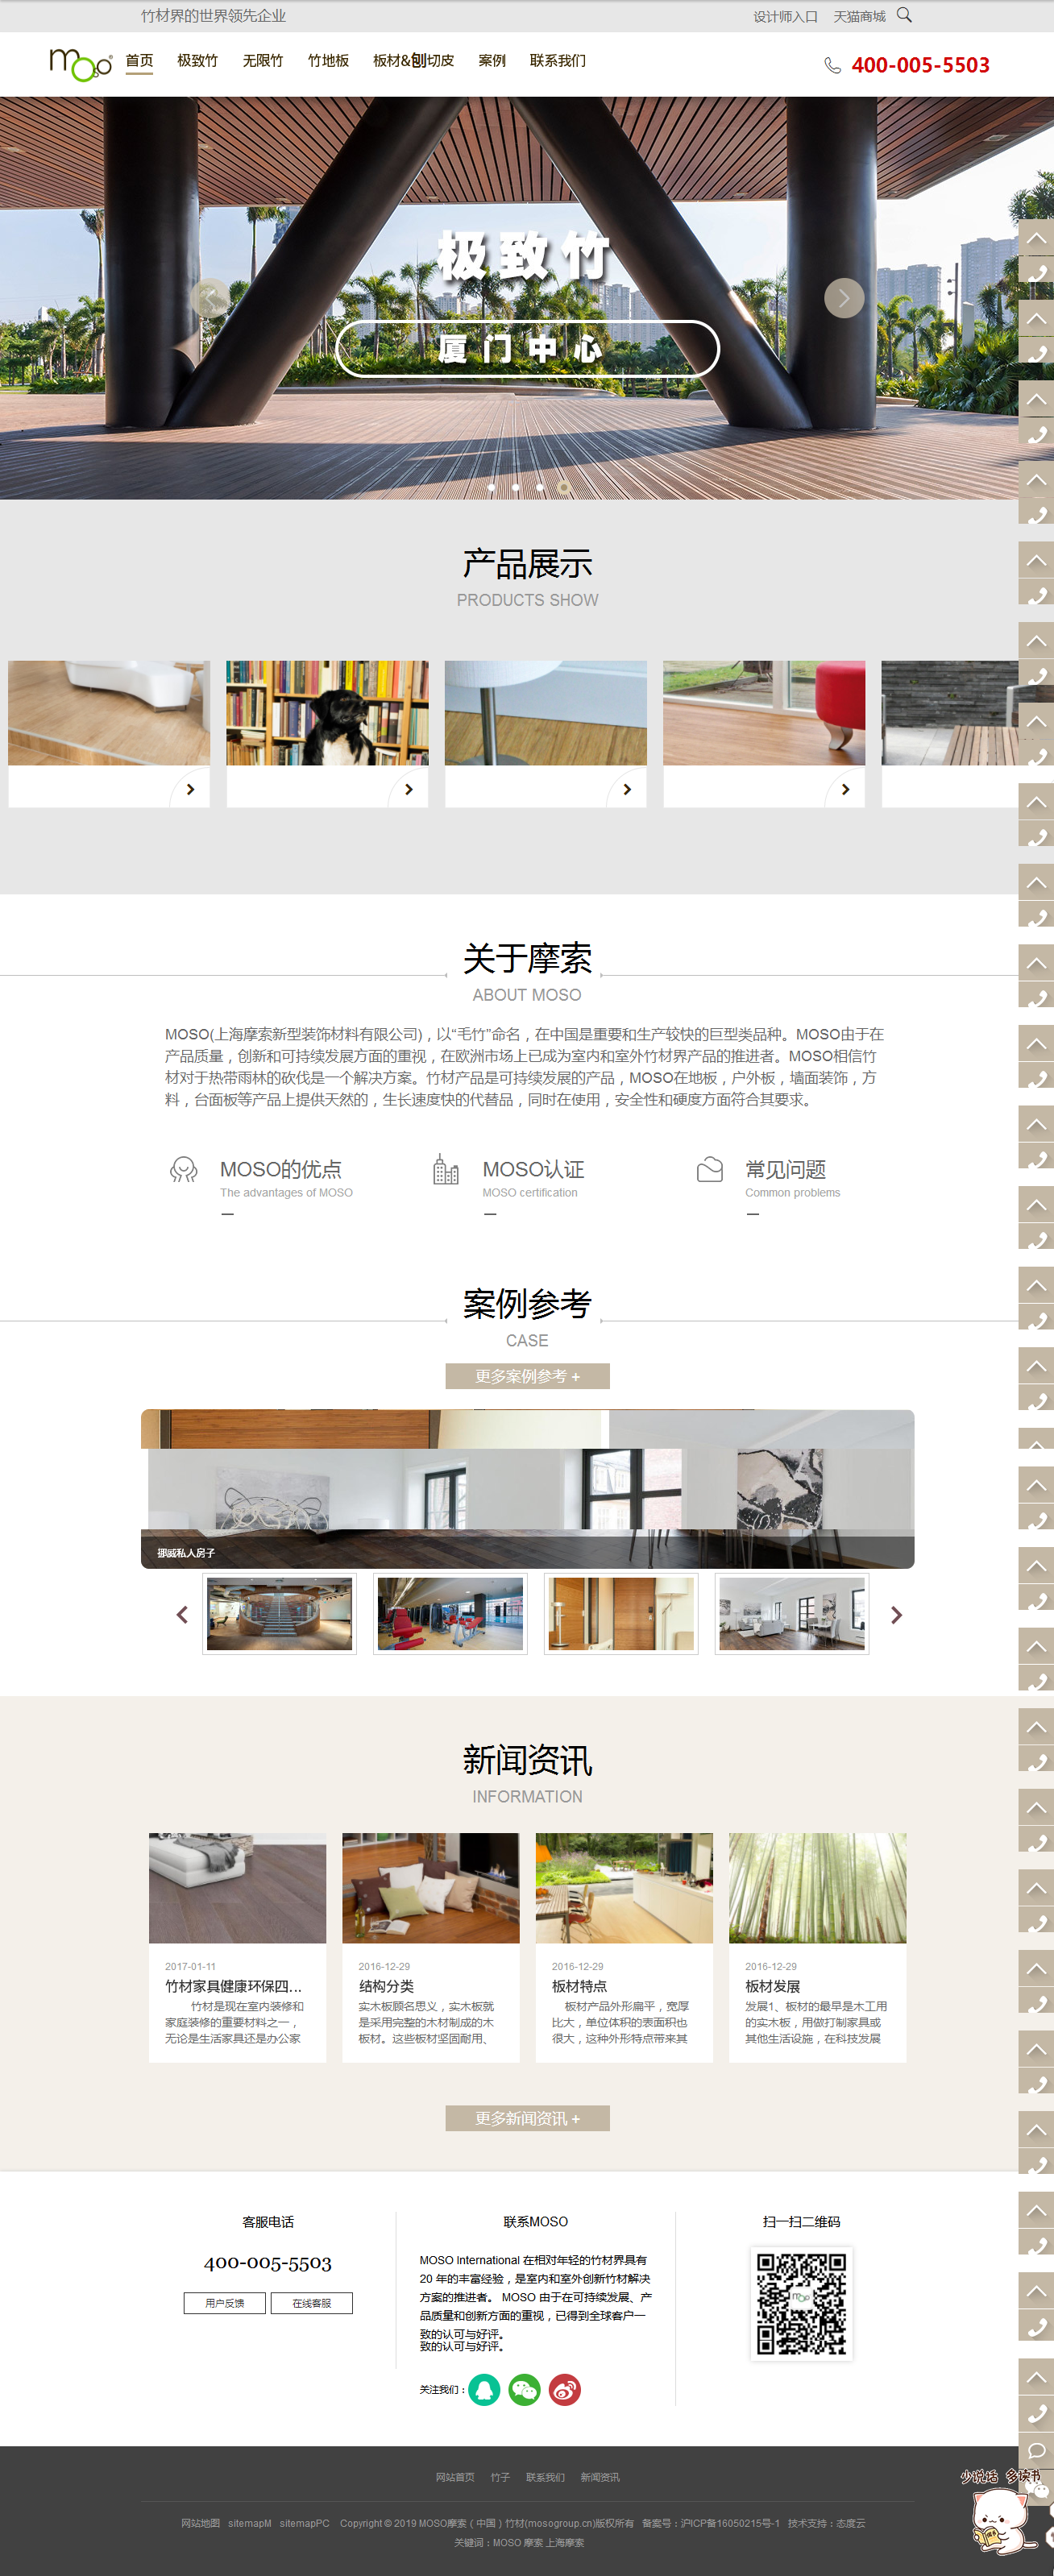 竹材界的世界领先企业
设计师入口 天猫商城
moso 首页 极致竹 无限竹 竹地板 板材&刨切皮 案例 联系我们 400-005-5503
极致竹
厦门中心
产品展示
PRODUCTS SHOW
关于摩索
ABOUT MOSO
MOSO(上海摩索新型装饰材料有限公司)，以“毛竹”命名，在中国是重要和生产较快的巨型类品种。MOSO由于在
产品质量，创新和可持续发展方面的重视，在欧洲市场上已成为室内和室外竹材界产品的推进者。MOSO相信竹
材对于热带雨林的砍伐是一个解决方案。竹材产品是可持续发展的产品，MOSO在地板，户外板，墙面装饰，方
料，台面板等产品上提供天然的，生长速度快的代替品，同时在使用，安全性和硬度方面符合其要求。
MOSO的优点 MOSO认证 常见问题
The advantages of MOSO MOSO certification Common problems
案例参考
CASE
更多案例参考 +
挪威私人房子
新闻资讯
INFORMATION
2017-01-11
竹材家具健康环保四...
竹材是现在室内装修和
家庭装修的重要材料之一，
无论是生活家具还是办公家
2016-12-29
结构分类
实木板顾名思义，实木板就
是采用完整的木材制成的木
板材。这些板材坚固耐用、
2016-12-29
板材特点
板材产品外形扁平，宽厚
比大，单位体积的表面积也
很大，这种外形特点带来其
2016-12-29
板材发展
发展1、板材的最早是木工用
的实木板，用做打制家具或
其他生活设施，在科技发展
更多新闻资讯 +
客服电话
400-005-5503
用户反馈 在线客服
联系MOSO
MOSO International 在相对年轻的竹材界具有
20 年的丰富经验，是室内和室外创新竹材解决
方案的推进者。 MOSO 由于在可持续发展、产
品质量和创新方面的重视，已得到全球客户一
致的认可与好评。
致的认可与好评。
关注我们：
扫一扫二维码
moso
网站首页 竹子 联系我们 新闻资讯
少说话 多读书
网站地图 sitemapM sitemapPC Copyright © 2019 MOSO摩索（中国）竹材(mosogroup.cn)版权所有 备案号：沪ICP备16050215号-1 技术支持：态度云
关键词：MOSO 摩索 上海摩索